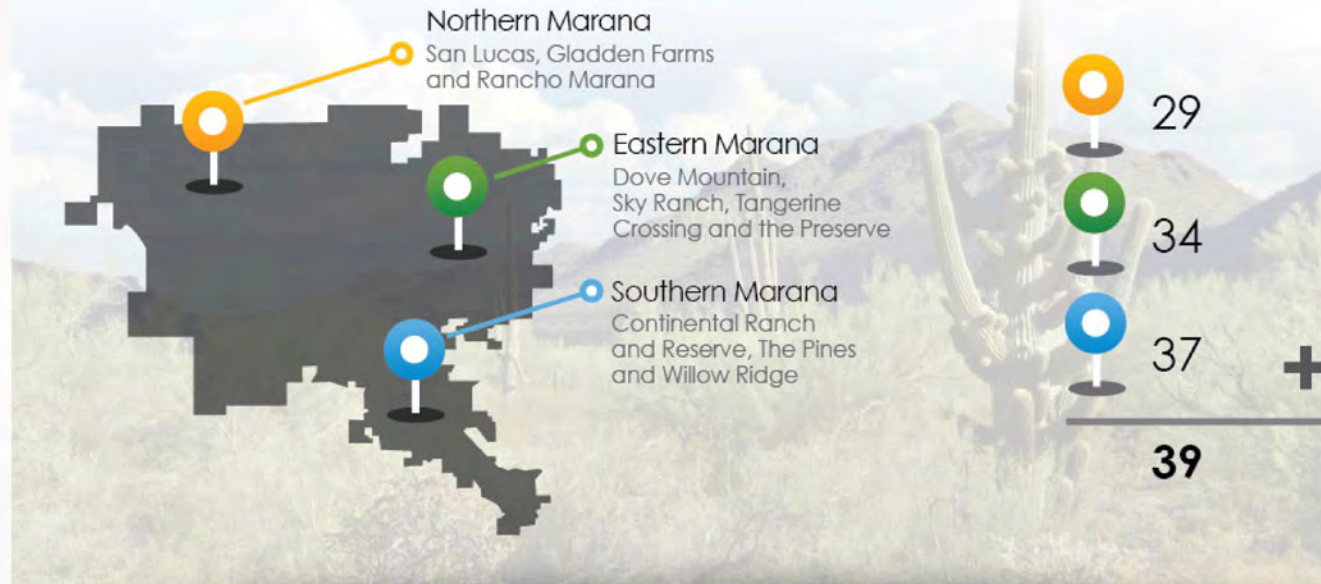 Northern Marana
San Lucas, Gladden Farms
and Rancho Marana
Eastern Marana
Dove Mountain,
Sky Ranch, Tangerine
Crossing and the Preserve
Southern Marana
Continental Ranch
and Reserve, The Pines
and Willow Ridge
29
34
37 +
39